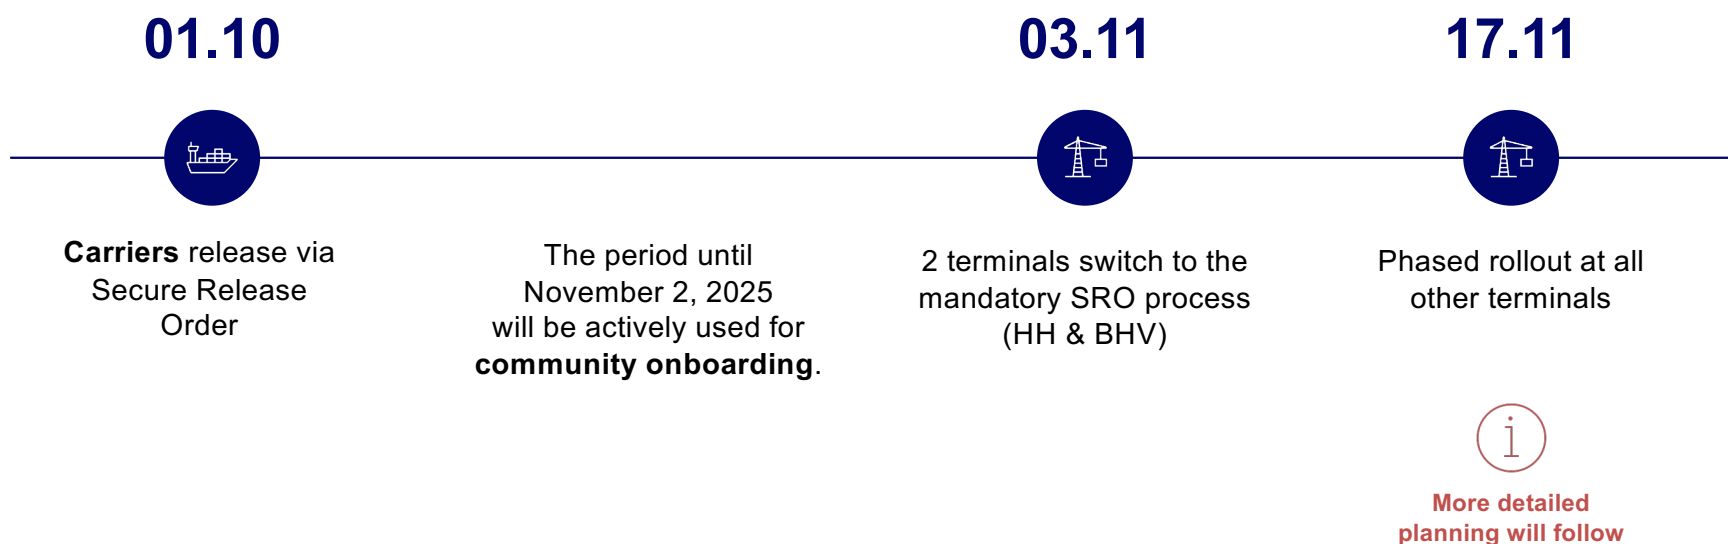 01.10
Carriers release via
Secure Release
Order
The period until
November 2, 2025
will be actively used for
community onboarding.
03.11
2 terminals switch to the
mandatory SRO process
(HH & BHV)
17.11
Phased rollout at all
other terminals
i
More detailed
planning will follow